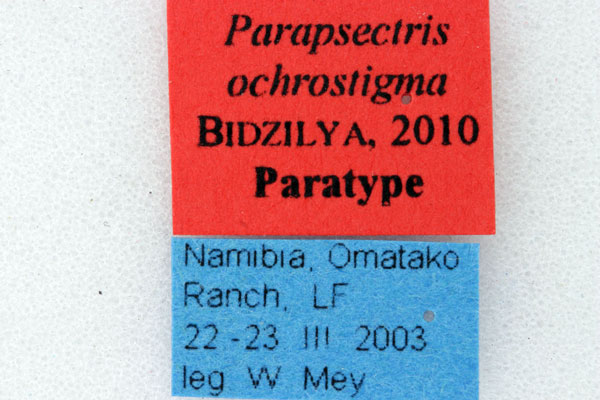 Parapsectris
ochrostigma
BIDZILYA, 2010
Paratype
Namibia, Omatako
Ranch, LF
22-23 III 2003
leg W Mey